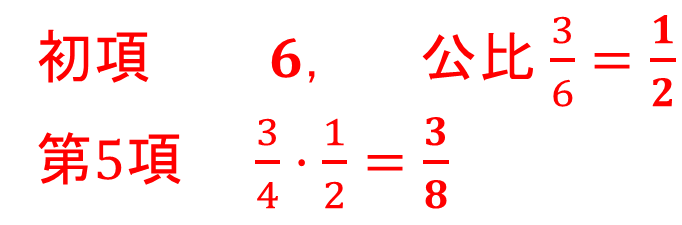 初項 6, 公比 3/6 = 1/2
第5項 3/4 · 1/2 = 3/8